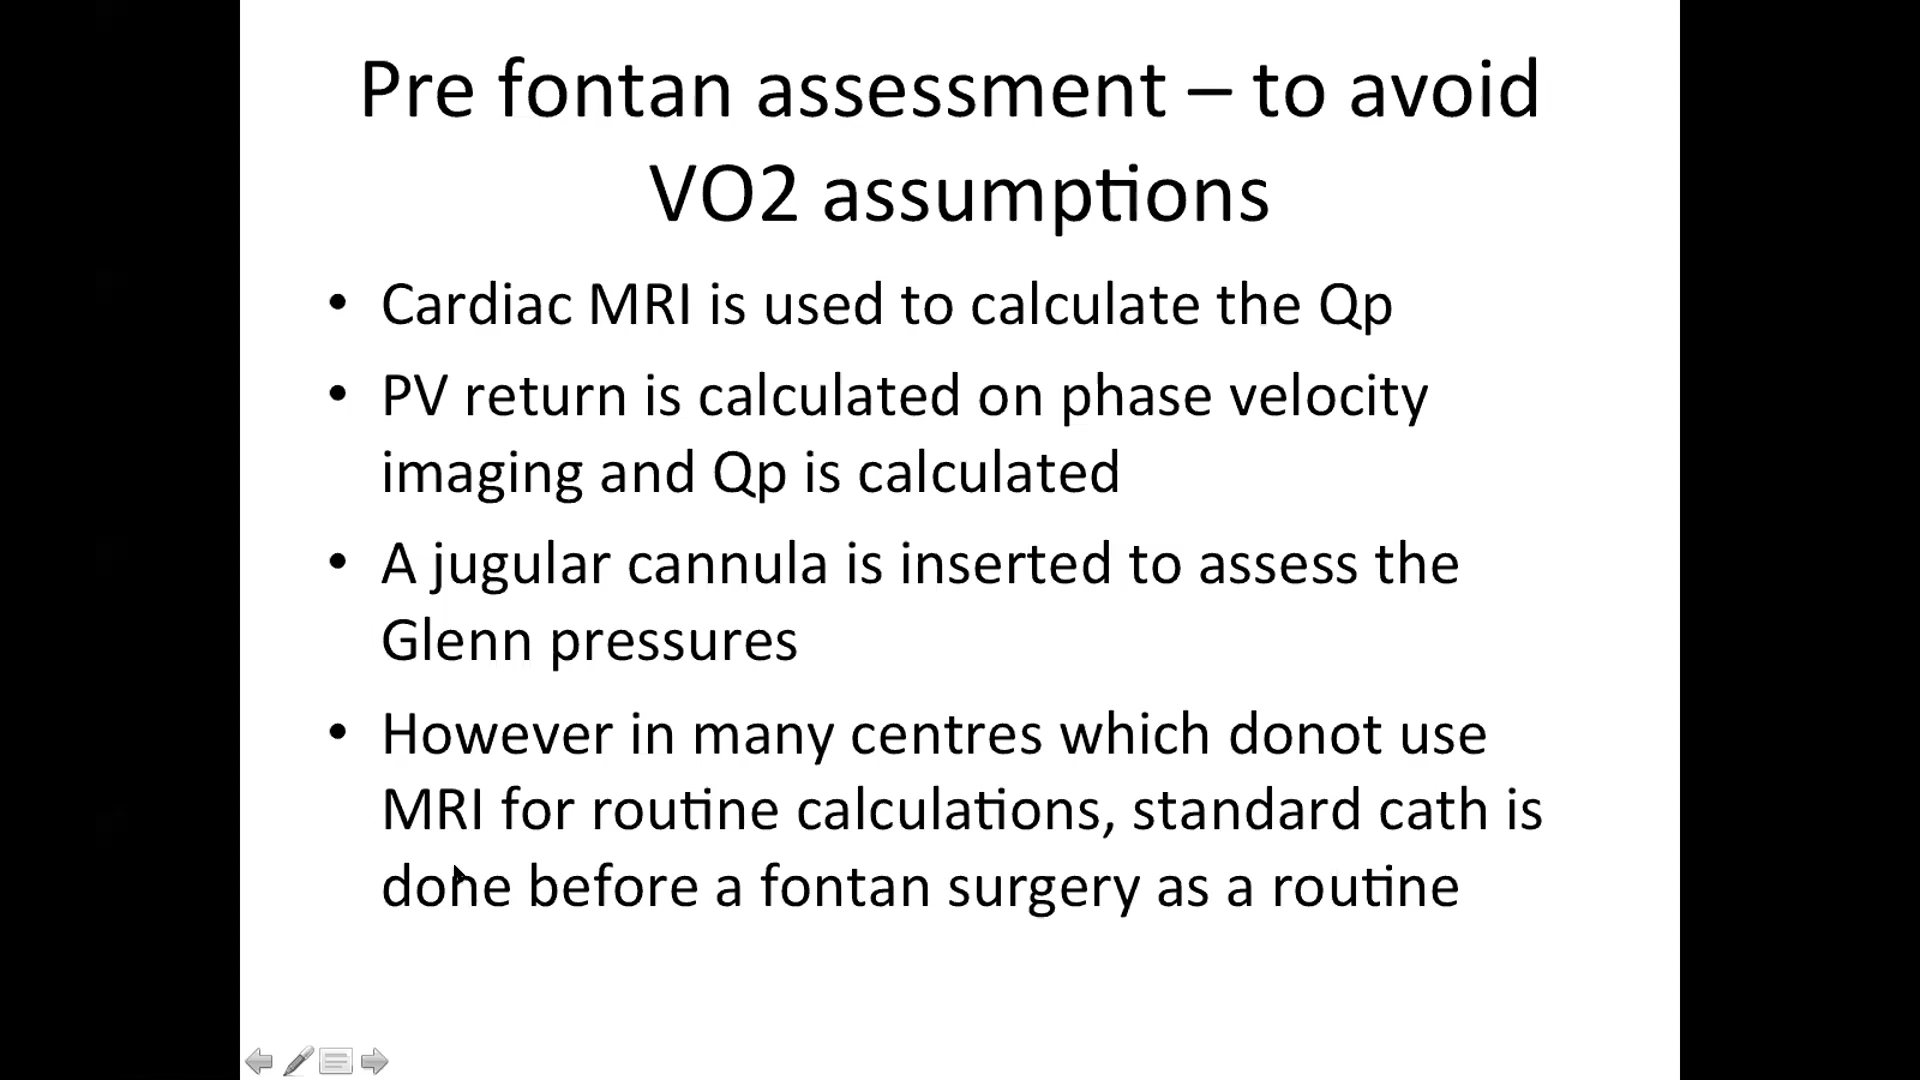 Pre fontan assessment – to avoid
VO2 assumptions
• Cardiac MRI is used to calculate the Qp
• PV return is calculated on phase velocity
imaging and Qp is calculated
• A jugular cannula is inserted to assess the
Glenn pressures
• However in many centres which donot use
MRI for routine calculations, standard cath is
done before a fontan surgery as a routine